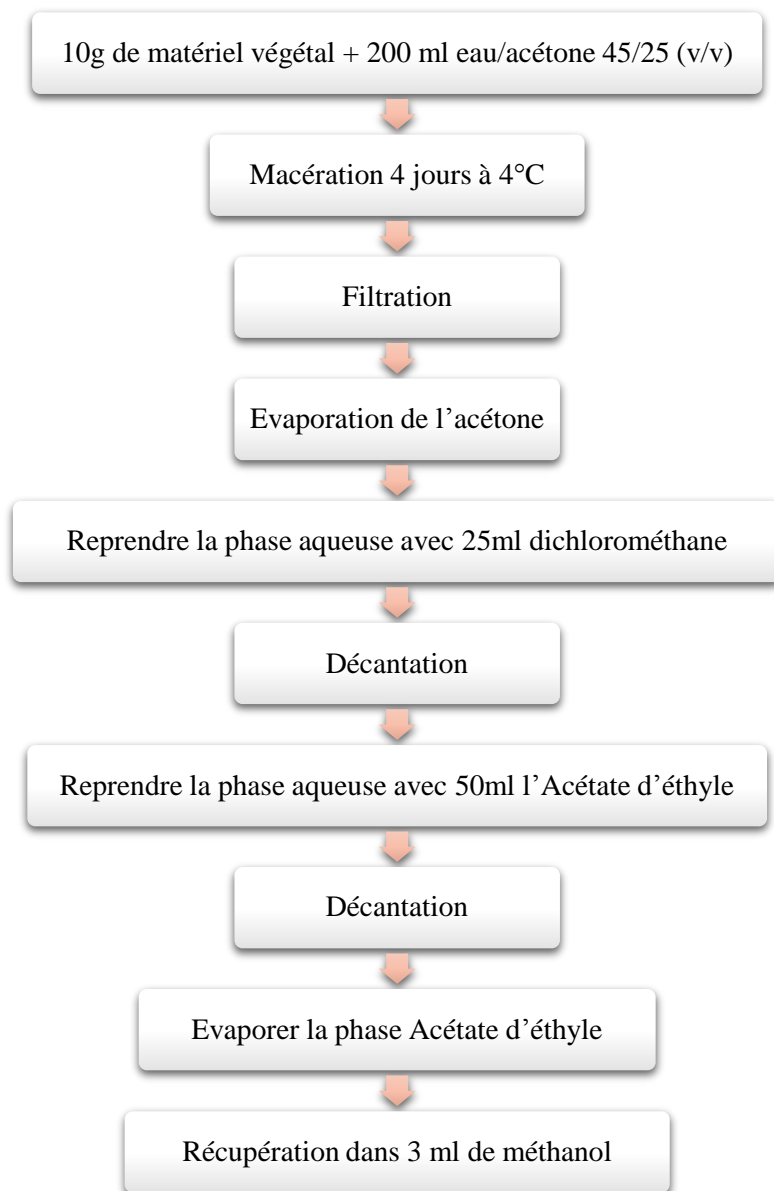 10g de matériel végétal + 200 ml eau/acétone 45/25 (v/v)
Macération 4 jours à 4°C
Filtration
Evaporation de l’acétone
Reprendre la phase aqueuse avec 25ml dichlorométhane
Décantation
Reprendre la phase aqueuse avec 50ml l’Acétate d’éthyle
Décantation
Evaporer la phase Acétate d’éthyle
Récupération dans 3 ml de méthanol